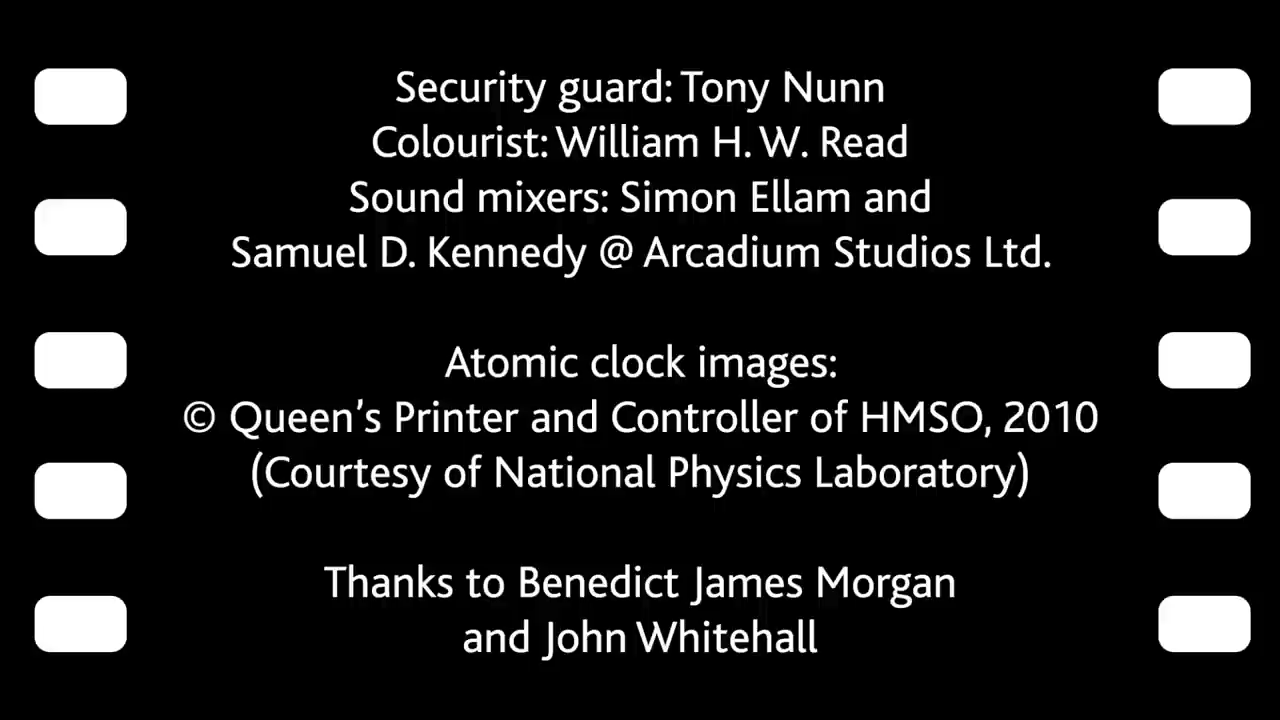 Security guard: Tony Nunn
Colourist: William H. W. Read
Sound mixers: Simon Ellam and
Samuel D. Kennedy @ Arcadium Studios Ltd.
Atomic clock images:
© Queen’s Printer and Controller of HMSO, 2010
(Courtesy of National Physics Laboratory)
Thanks to Benedict James Morgan
and John Whitehall